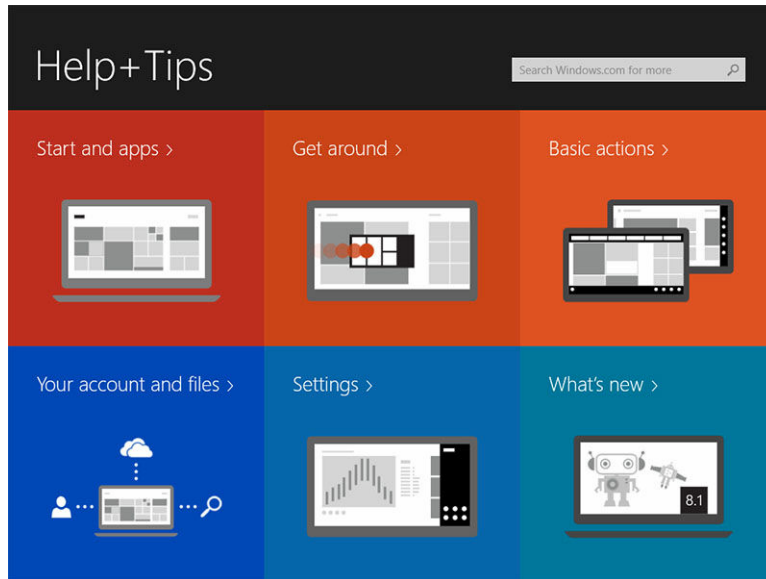 Help+Tips
Search Windows.com for more
Start and apps >
Get around >
Basic actions >
Your account and files >
Settings >
What's new >
8.1